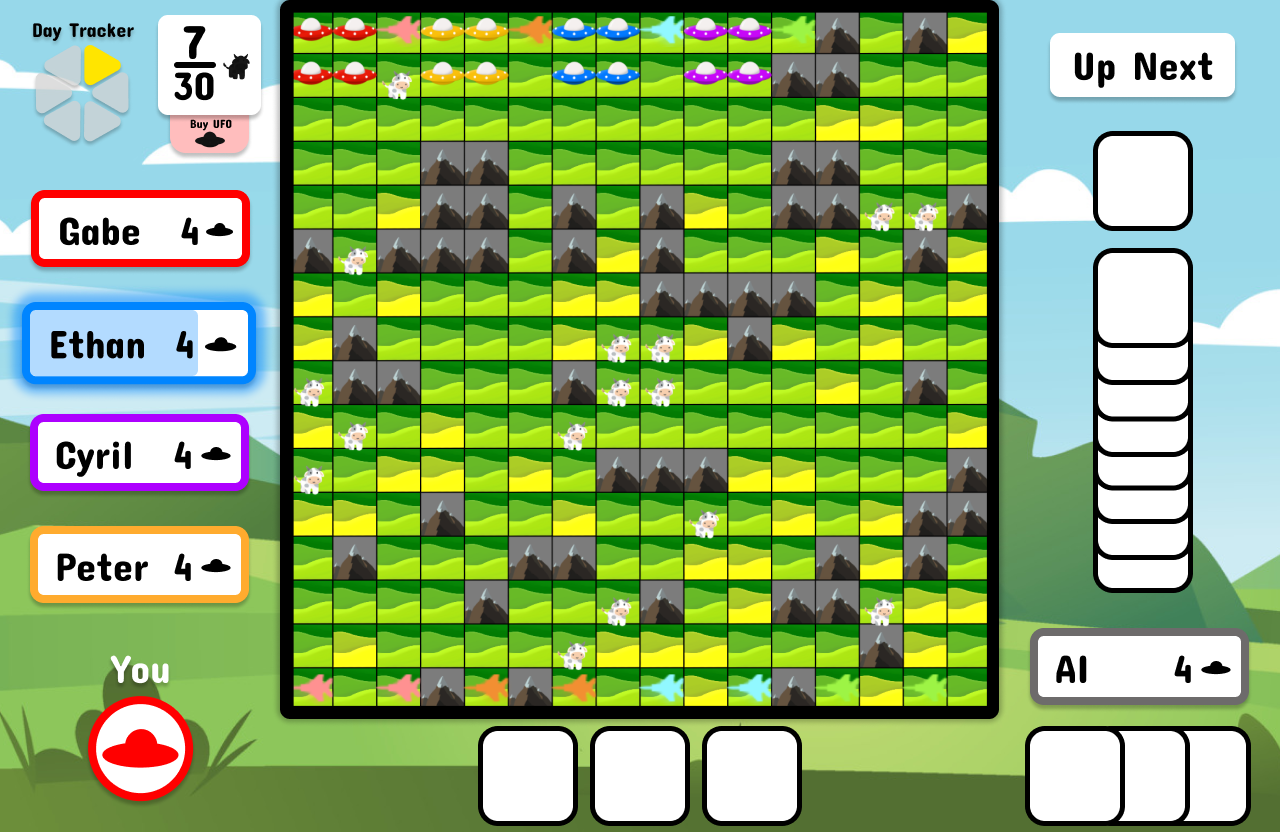 Day Tracker
7
30
Buy UFO
Up Next
Gabe 4
Ethan 4
Cyril 4
Peter 4
You
AI 4